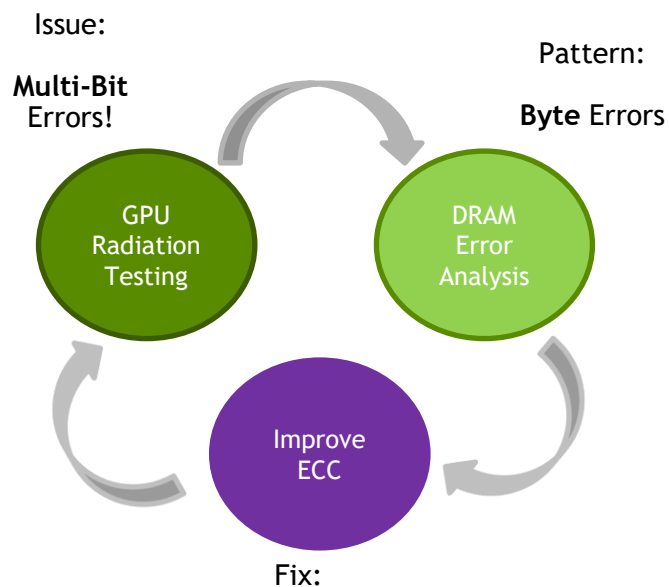 Issue:
Multi-Bit
Errors!
Pattern:
Byte Errors
GPU
Radiation
Testing
DRAM
Error
Analysis
Improve
ECC
Fix: